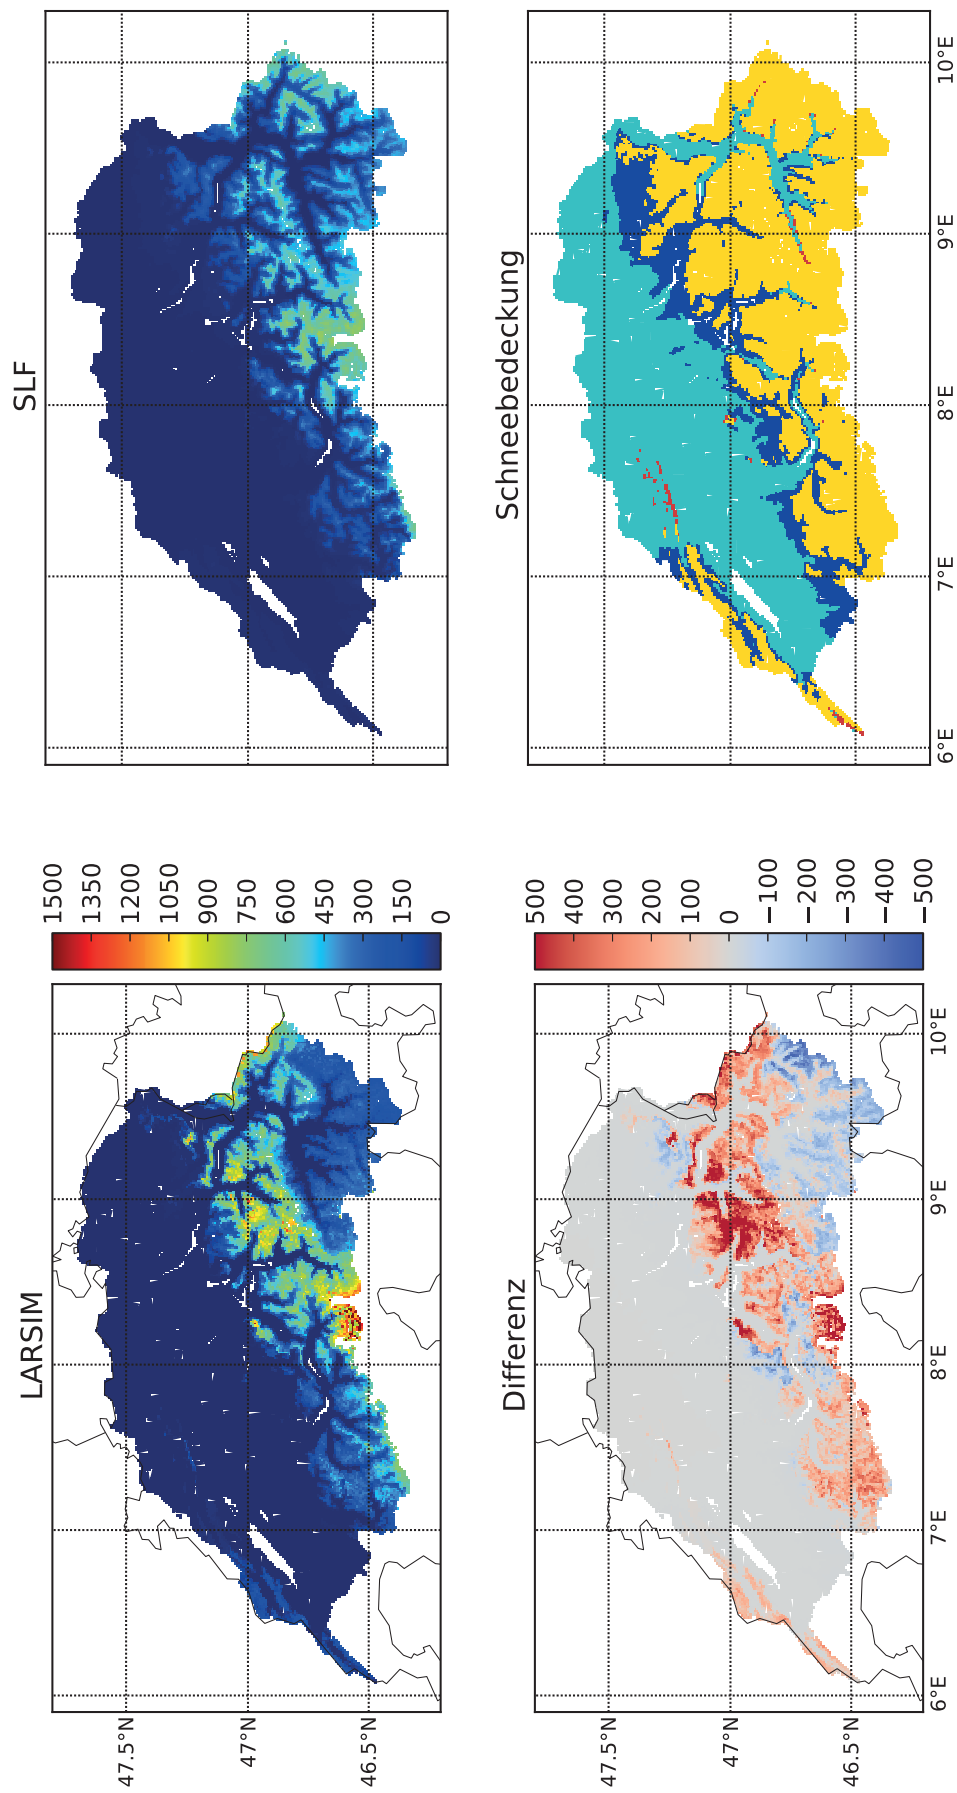 LARSIM
1500
1350
1200
1050
900
750
600
450
300
150
0
47.5°N
47°N
46.5°N
SLF
Differenz
500
400
300
200
100
0
−100
−200
−300
−400
−500
47.5°N
47°N
46.5°N
6°E
7°E
8°E
9°E
10°E
Schneebedeckung
6°E
7°E
8°E
9°E
10°E